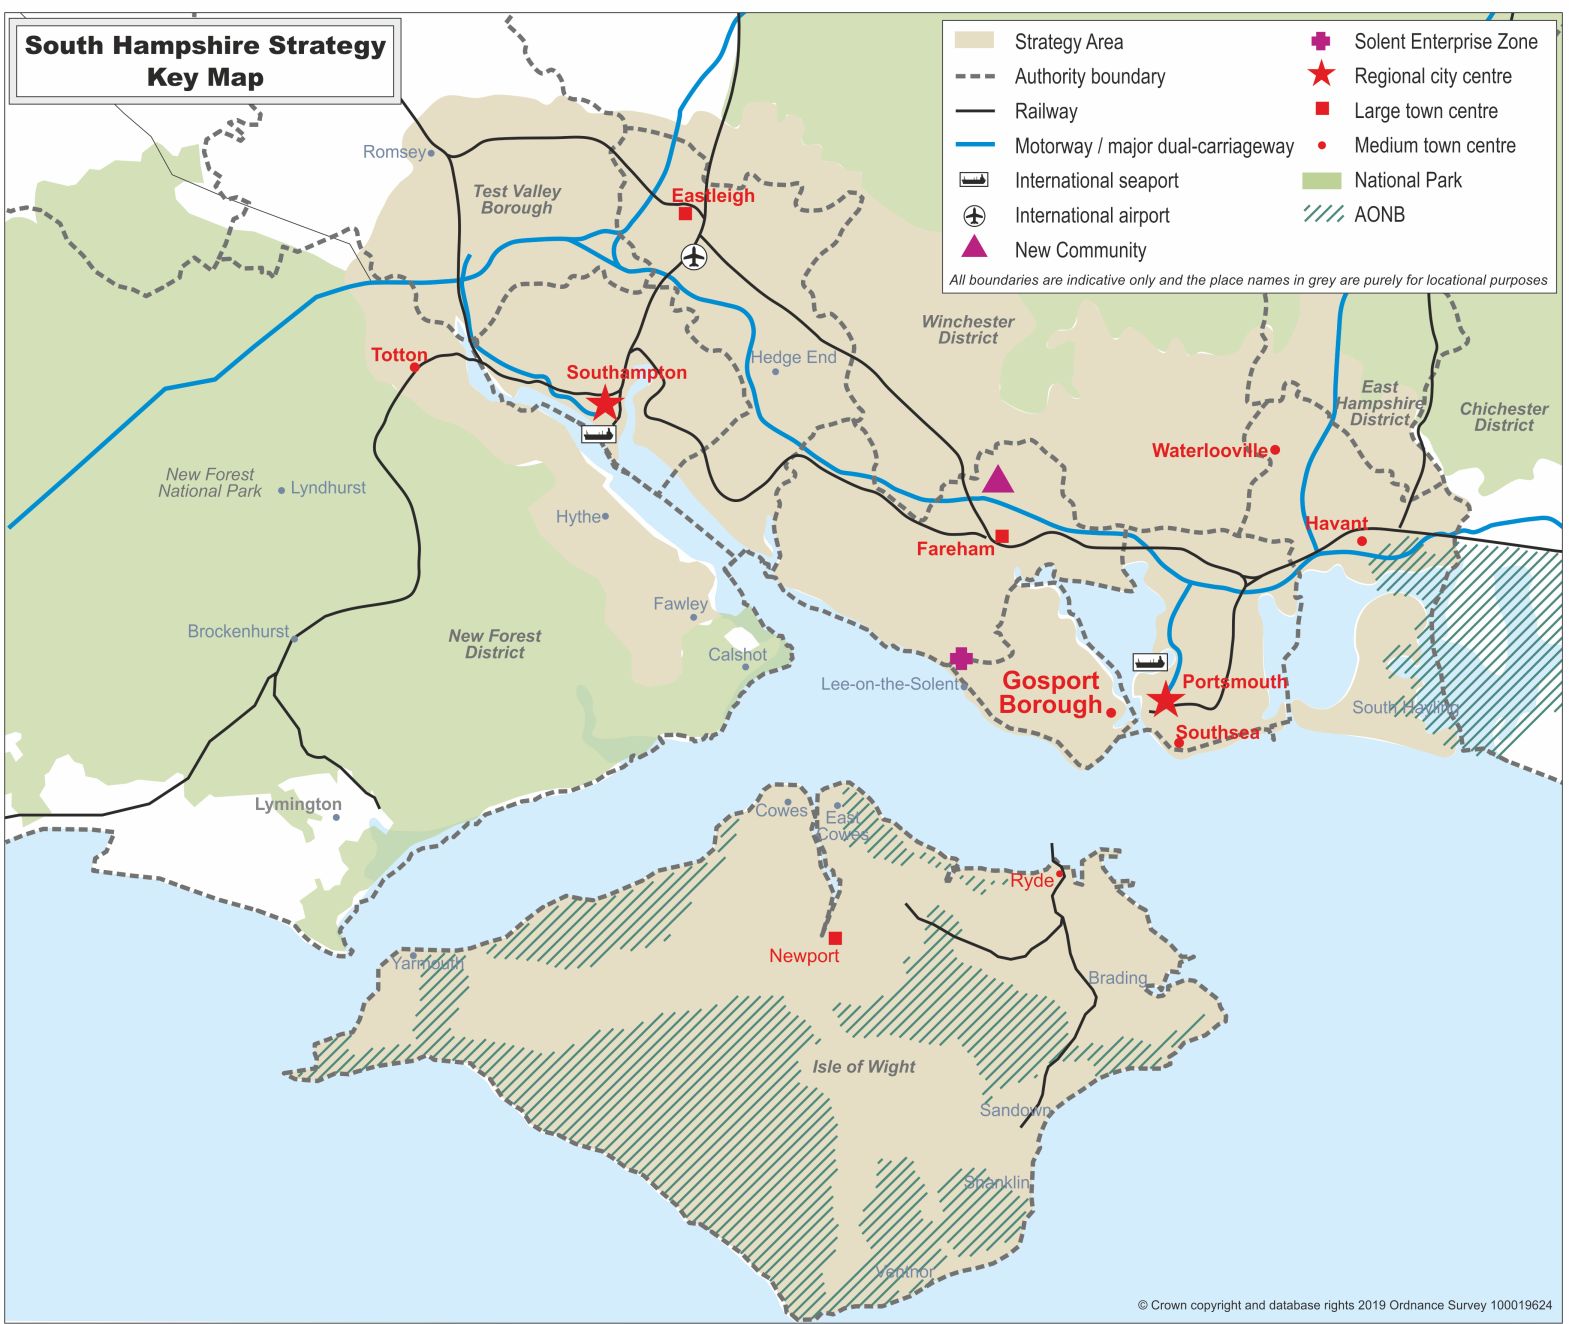 South Hampshire Strategy
Key Map
Strategy Area
Authority boundary
Railway
Motorway / major dual-carriageway
International seaport
International airport
New Community
Solent Enterprise Zone
Regional city centre
Large town centre
Medium town centre
National Park
AONB
All boundaries are indicative only and the place names in grey are purely for locational purposes
Romsey
Test Valley
Borough
Eastleigh
Winchester
District
Totton
Southampton
Hedge End
East
Hampshire
District
Chichester
District
Waterlooville
New Forest
National Park
Lyndhurst
Hythe
Havant
Fareham
Fawley
Brockenhurst
New Forest
District
Calshot
Lee-on-the-Solent
Gosport
Borough
Portsmouth
South Hayling
Southsea
Lymington
Cowes
East
Cowes
Ryde
Newport
Yarmouth
Brading
Isle of Wight
Sandown
Shanklin
Ventnor
© Crown copyright and database rights 2019 Ordnance Survey 100019624